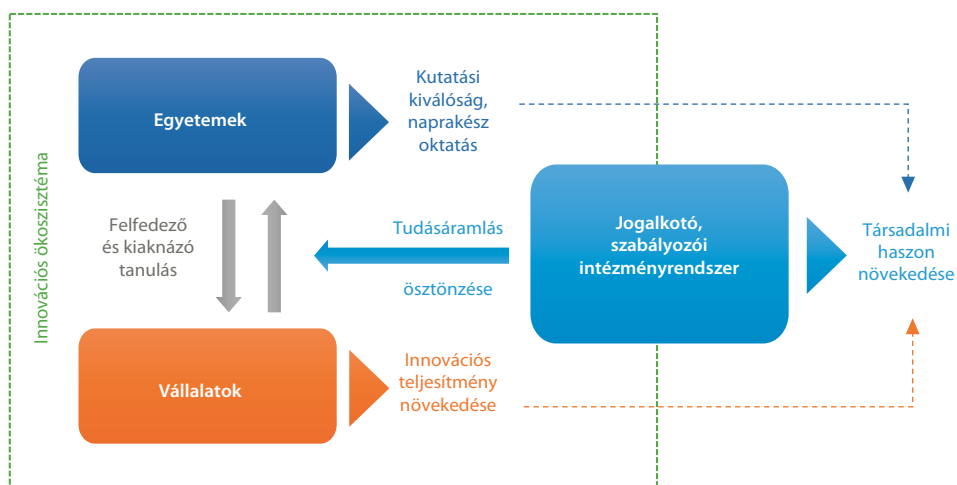 Innovációs ökoszisztéma
Egyetemek
Kutatási
kiválóság,
naprakész
oktatás
Felfedező
és kiaknázó
tanulás
Tudásáramlás
ösztönzése
Jogalkotó,
szabályozói
intézményrendszer
Társadalmi
haszon
növekedése
Vállalatok
Innovációs
teljesítmény
növekedése